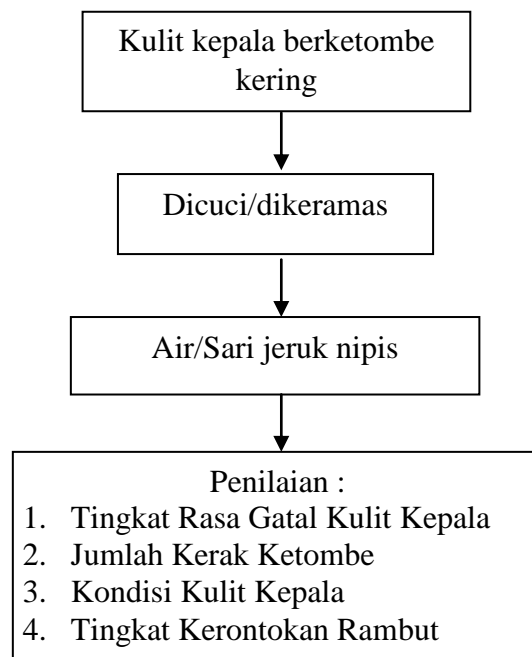 Kulit kepala berketombe
kering
Dicuci/dikeramas
Air/Sari jeruk nipis
Penilaian :
1. Tingkat Rasa Gatal Kulit Kepala
2. Jumlah Kerak Ketombe
3. Kondisi Kulit Kepala
4. Tingkat Kerontokan Rambut